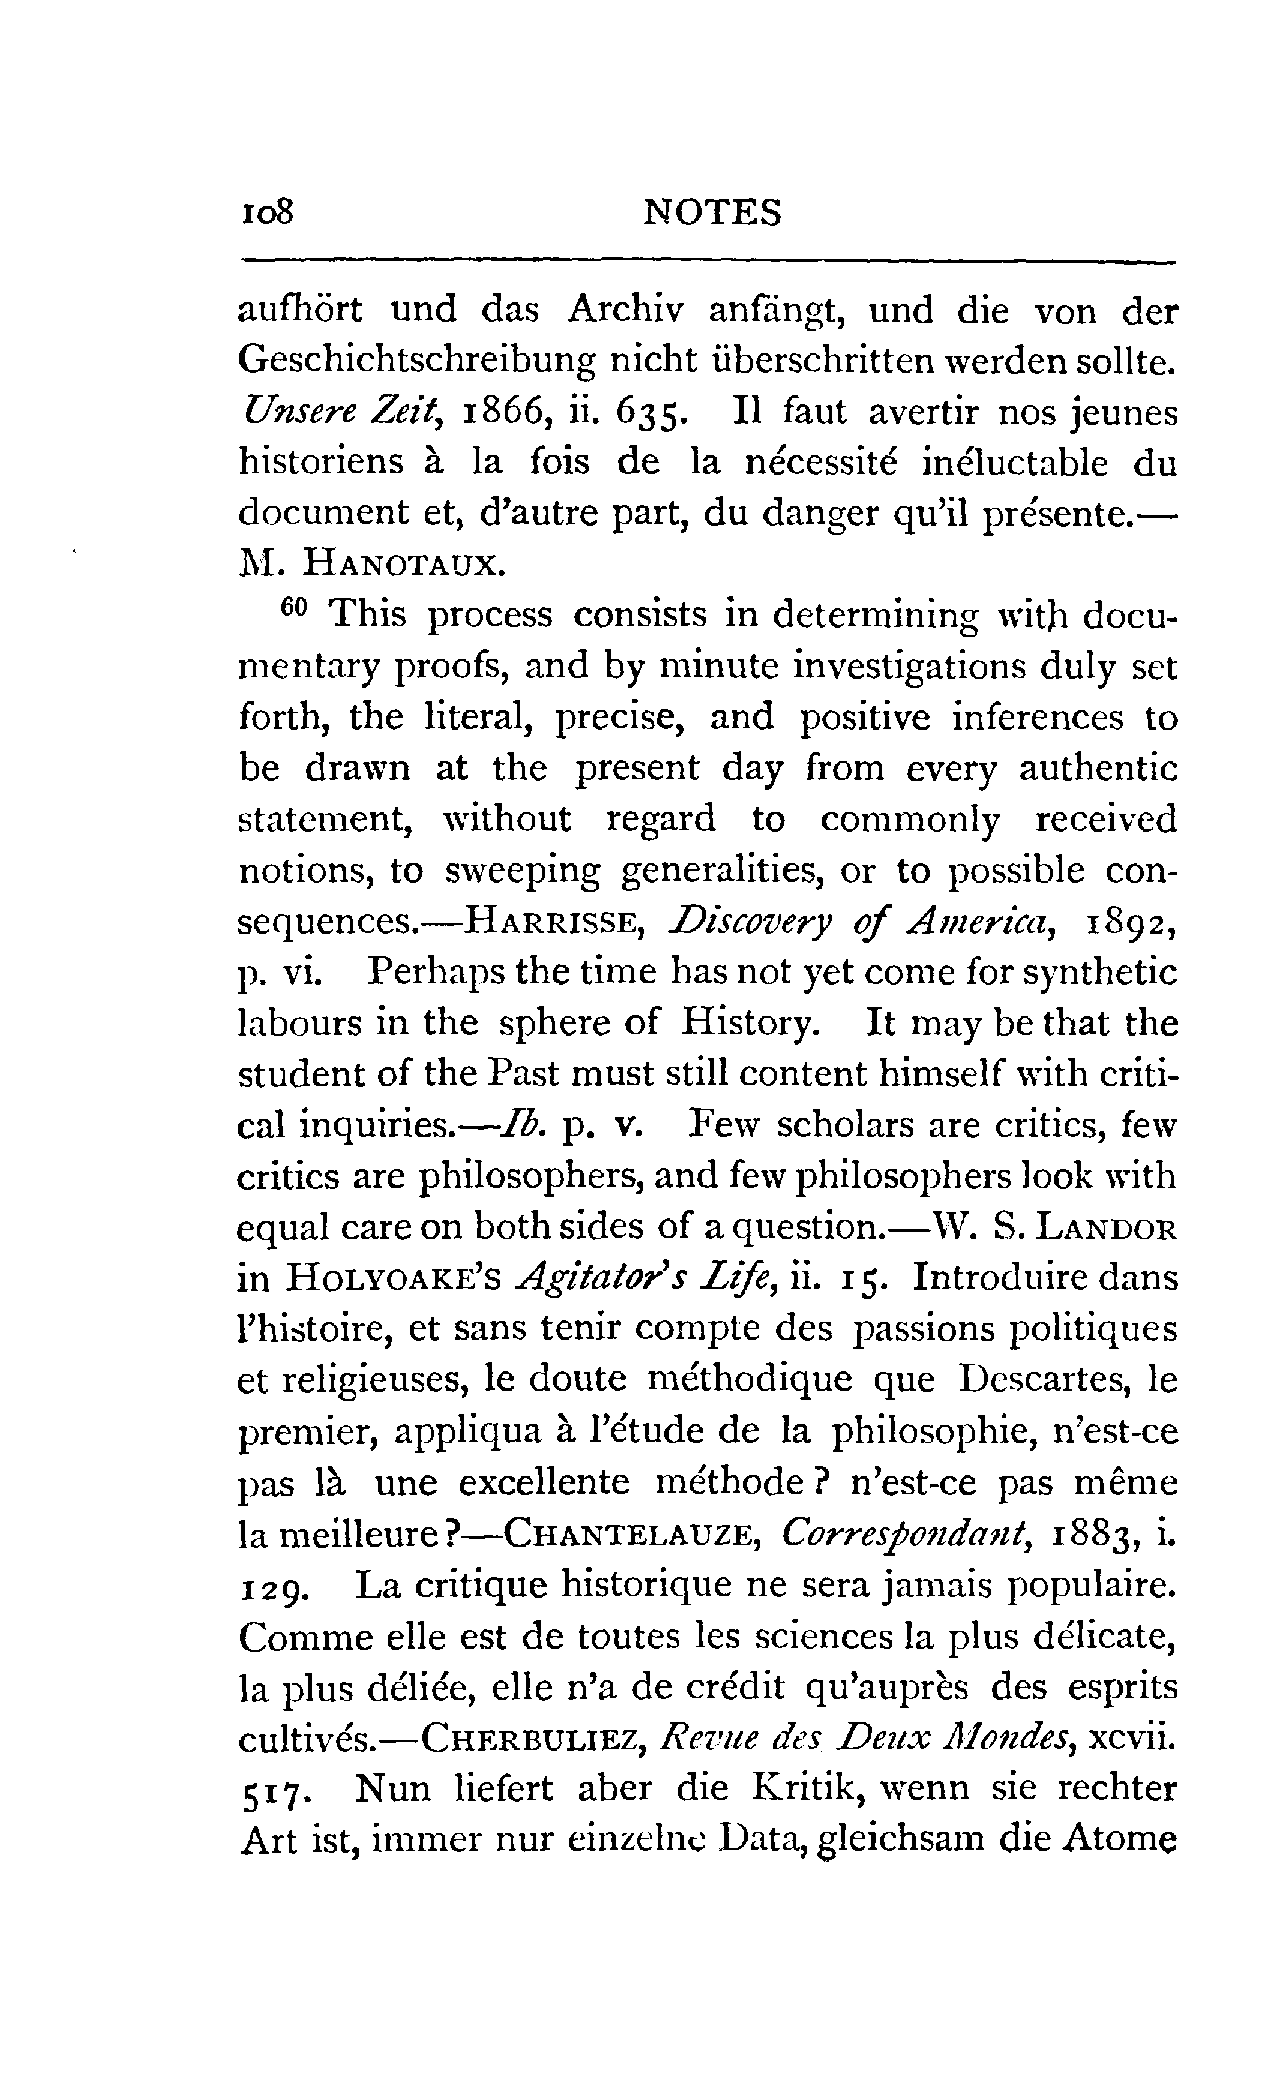 108 NOTES
aufhört und das Archiv anfängt, und die von der
Geschichtschreibung nicht überschritten werden sollte.
Unsere Zeit, 1866, ii. 635. Il faut avertir nos jeunes
historiens à la fois de la nécessité inéluctable du
document et, d'autre part, du danger qu'il présente.—
M. HANOTAUX.
60 This process consists in determining with docu-
mentary proofs, and by minute investigations duly set
forth, the literal, precise, and positive inferences to
be drawn at the present day from every authentic
statement, without regard to commonly received
notions, to sweeping generalities, or to possible con-
sequences.—HARRISSE, Discovery of America, 1892,
p. vi. Perhaps the time has not yet come for synthetic
labours in the sphere of History. It may be that the
student of the Past must still content himself with criti-
cal inquiries.—Ib. p. v. Few scholars are critics, few
critics are philosophers, and few philosophers look with
equal care on both sides of a question.—W. S. LANDOR
in HOLYOAKE'S Agitator's Life, ii. 15. Introduire dans
l'histoire, et sans tenir compte des passions politiques
et religieuses, le doute méthodique que Descartes, le
premier, appliqua à l'étude de la philosophie, n'est-ce
pas là une excellente méthode ? n'est-ce pas même
la meilleure ?—CHANTELAUZE, Correspondant, 1883, i.
129. La critique historique ne sera jamais populaire.
Comme elle est de toutes les sciences la plus délicate,
la plus déliée, elle n'a de crédit qu'auprès des esprits
cultivés.—CHERBULIEZ, Revue des Deux Mondes, xcvii.
517. Nun liefert aber die Kritik, wenn sie rechter
Art ist, immer nur einzelne Data, gleichsam die Atome